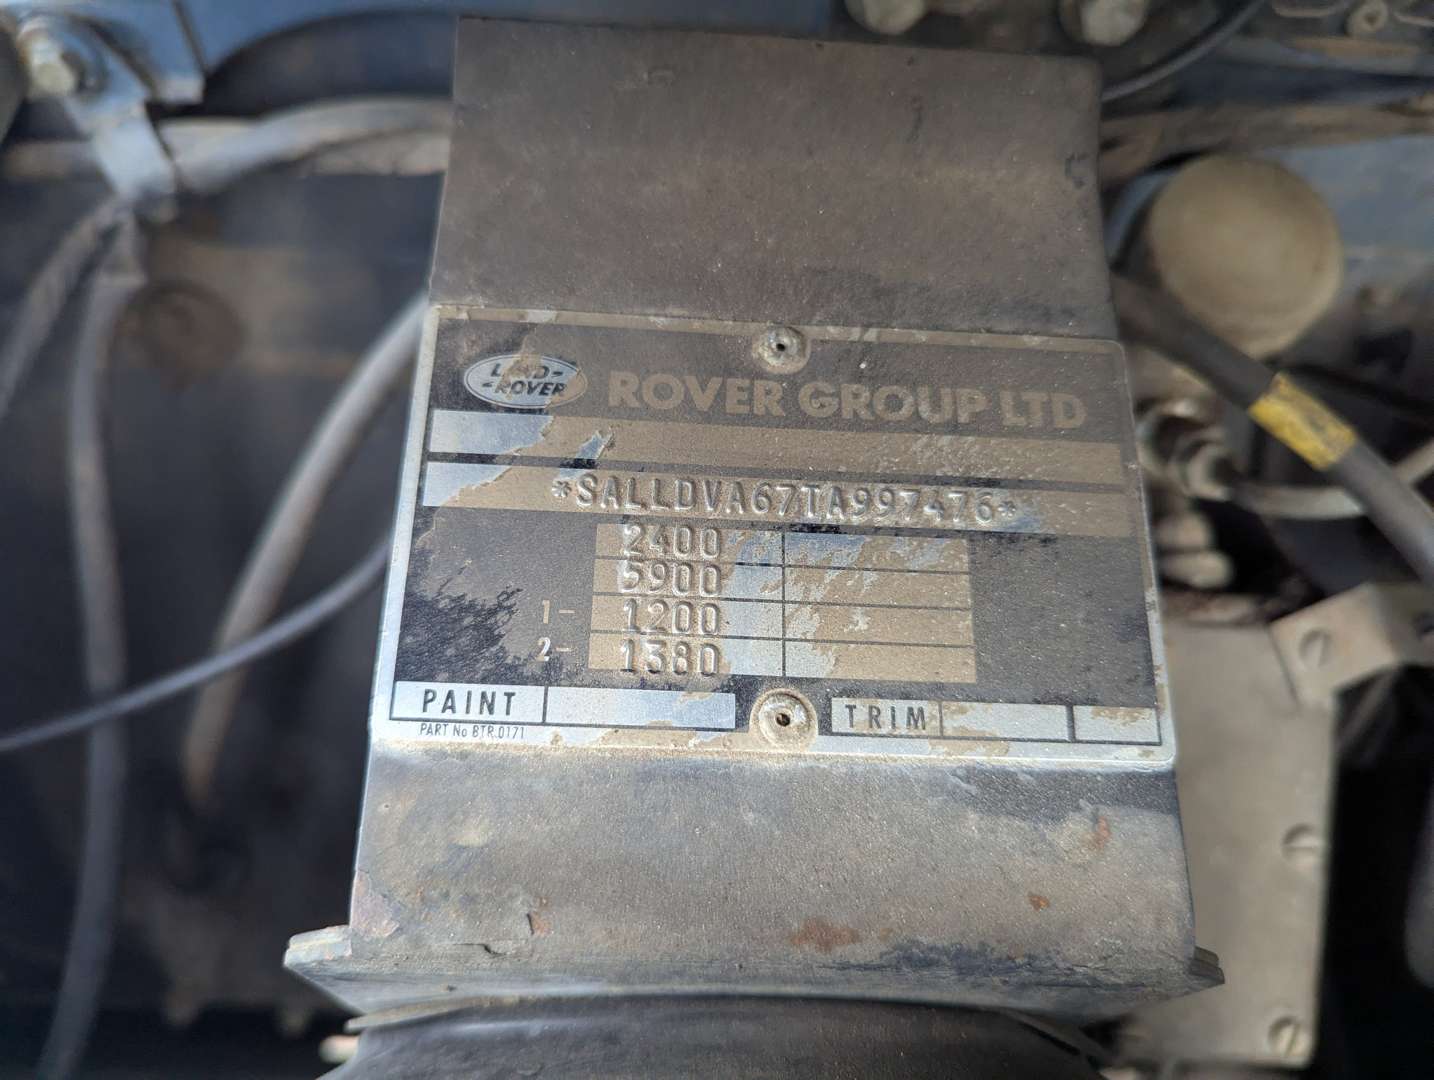 LAND-
-ROVER
ROVER GROUP LTD
*SALLDVA67TA997476*
2400
5900
1- 1200
2- 1380
PAINT TRIM
PART No BTR 0171